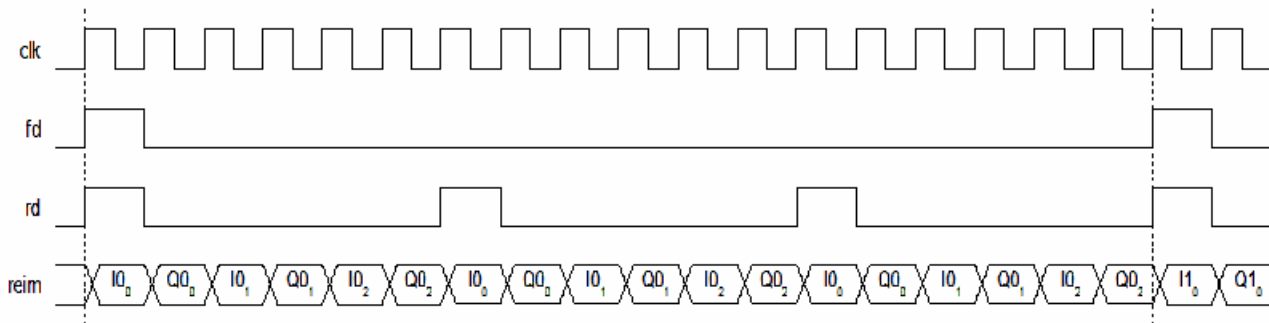 clk
fd
rd
reim I0₀ Q0₀ I0₁ Q0₁ I0₂ Q0₂ I0₀ Q0₀ I0₁ Q0₁ I0₂ Q0₂ I0₀ Q0₀ I0₁ Q0₁ I0₂ Q0₂ I1₀ Q1₀